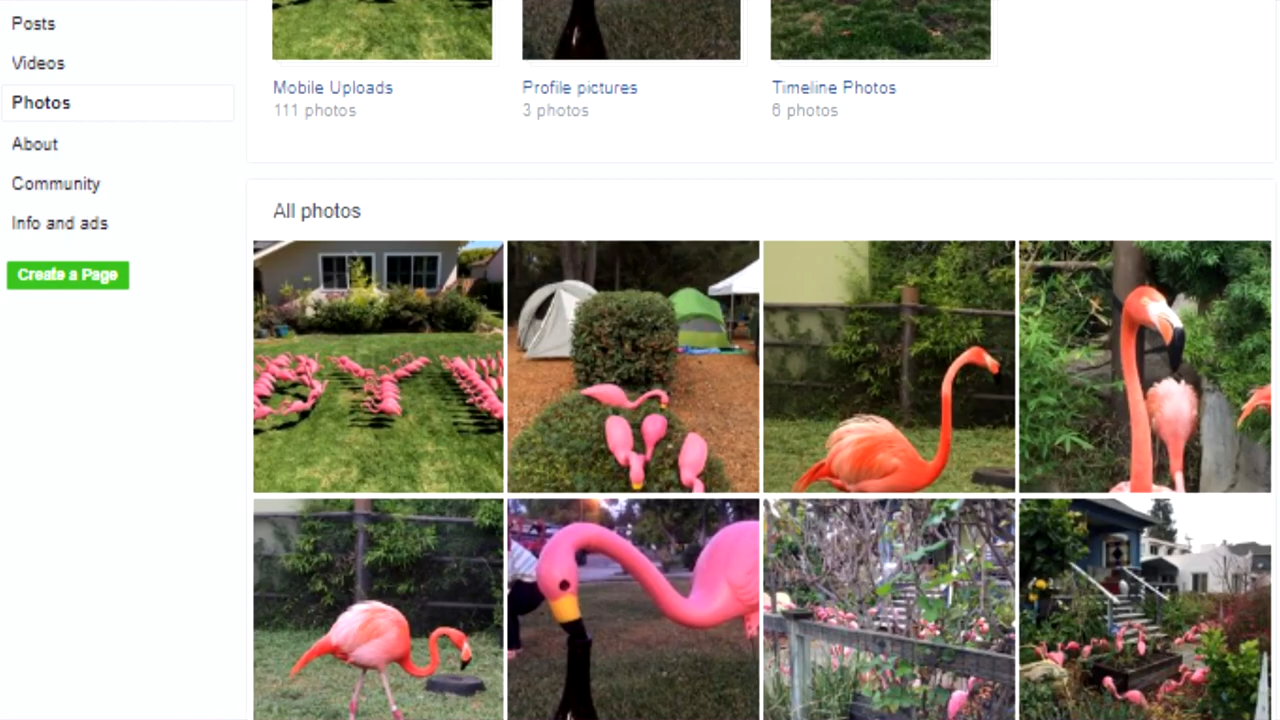 Posts
Videos
Photos
About
Community
Info and ads
Create a Page
Mobile Uploads
111 photos
Profile pictures
3 photos
Timeline Photos
6 photos
All photos